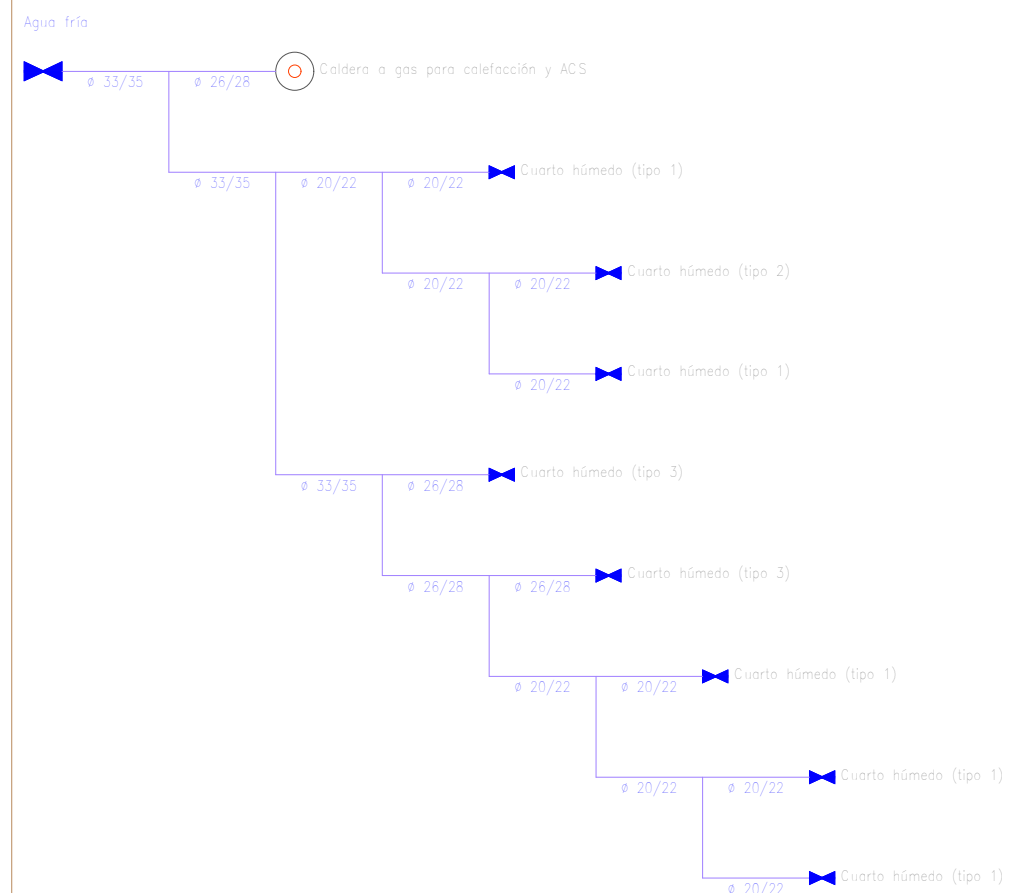 Agua fría
Caldera a gas para calefacción y ACS
ø 33/35 ø 26/28
Cuarto húmedo (tipo 1)
ø 33/35 ø 20/22 ø 20/22
Cuarto húmedo (tipo 2)
ø 20/22 ø 20/22
Cuarto húmedo (tipo 1)
ø 20/22
Cuarto húmedo (tipo 3)
ø 33/35 ø 26/28
Cuarto húmedo (tipo 3)
ø 26/28 ø 26/28
Cuarto húmedo (tipo 1)
ø 20/22 ø 20/22
Cuarto húmedo (tipo 1)
ø 20/22 ø 20/22
Cuarto húmedo (tipo 1)
ø 20/22